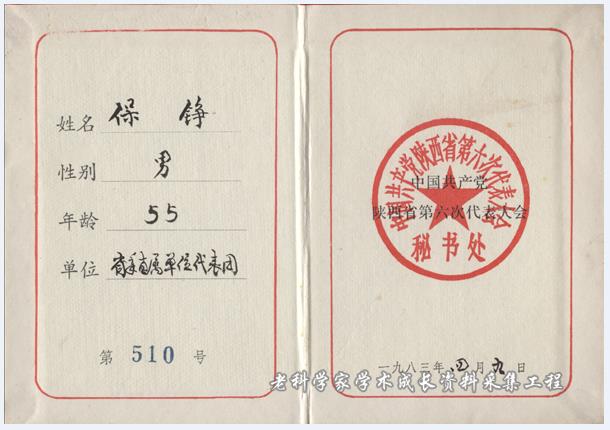 姓名 保 铮
性别 男
年龄 55
单位 直属单位代表团
第 510 号
中国共产党陕西省第六次代表大会
中国共产党
陕西省第六次代表大会
秘书处
一九八三年四月九日
老科学家学术成长资料采集工程